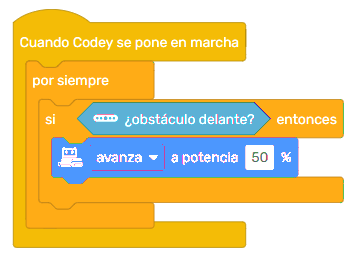 Cuando Codey se pone en marcha
por siempre
si ¿obstáculo delante? entonces
avanza a potencia 50 %